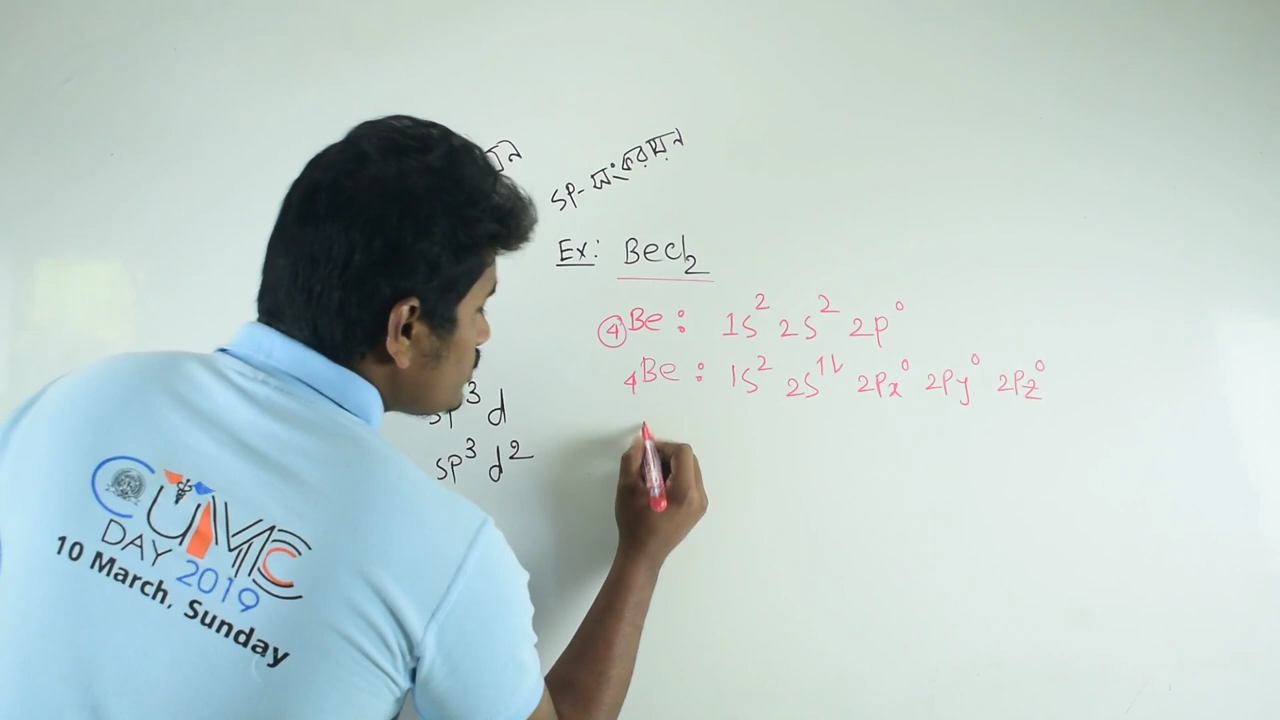 sp- সংকরায়ন
Ex: BeCl₂
④Be : 1s² 2s² 2p⁰
₄Be : 1s² 2s¹⇂ 2px⁰ 2py⁰ 2pz⁰
sp³d
sp³d²
CUMC
DAY 2019
10 March, Sunday